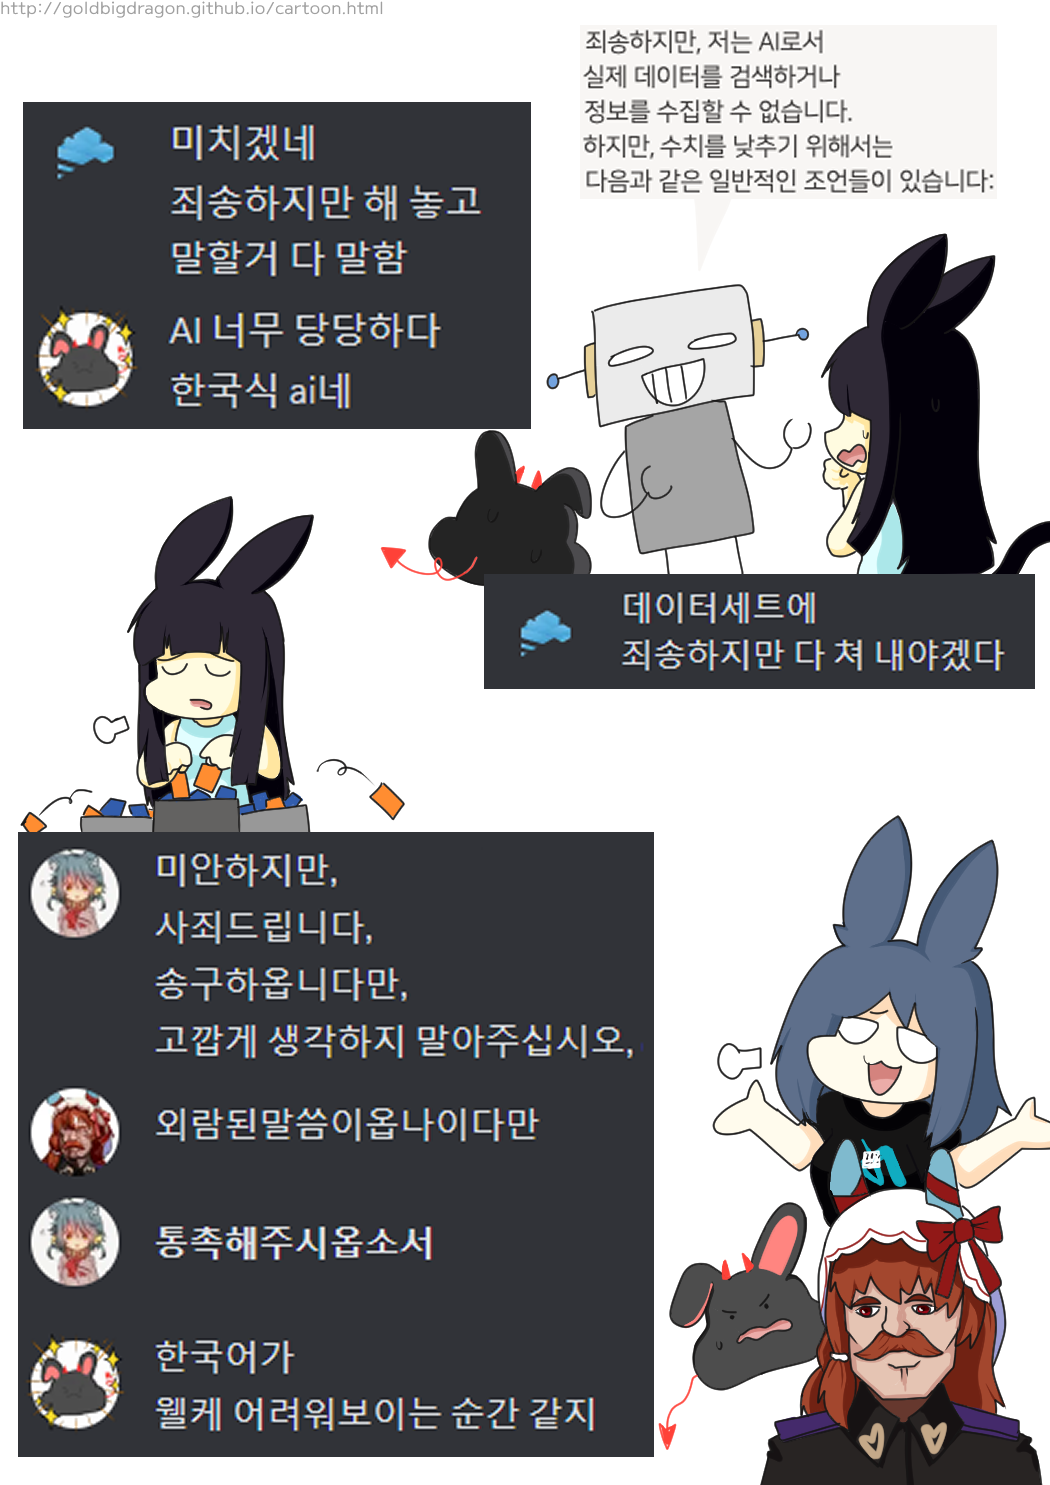 http://goldbigdragon.github.io/cartoon.html
죄송하지만, 저는 AI로서
실제 데이터를 검색하거나
정보를 수집할 수 없습니다.
하지만, 수치를 낮추기 위해서는
다음과 같은 일반적인 조언들이 있습니다:
미치겠네
죄송하지만 해 놓고
말할거 다 말함
AI 너무 당당하다
한국식 ai네
데이터세트에
죄송하지만 다 쳐 내야겠다
미안하지만,
사죄드립니다,
송구하옵니다만,
고깝게 생각하지 말아주십시오,
외람된말씀이옵나이다만
통촉해주시옵소서
한국어가
웰케 어려워보이는 순간 같지